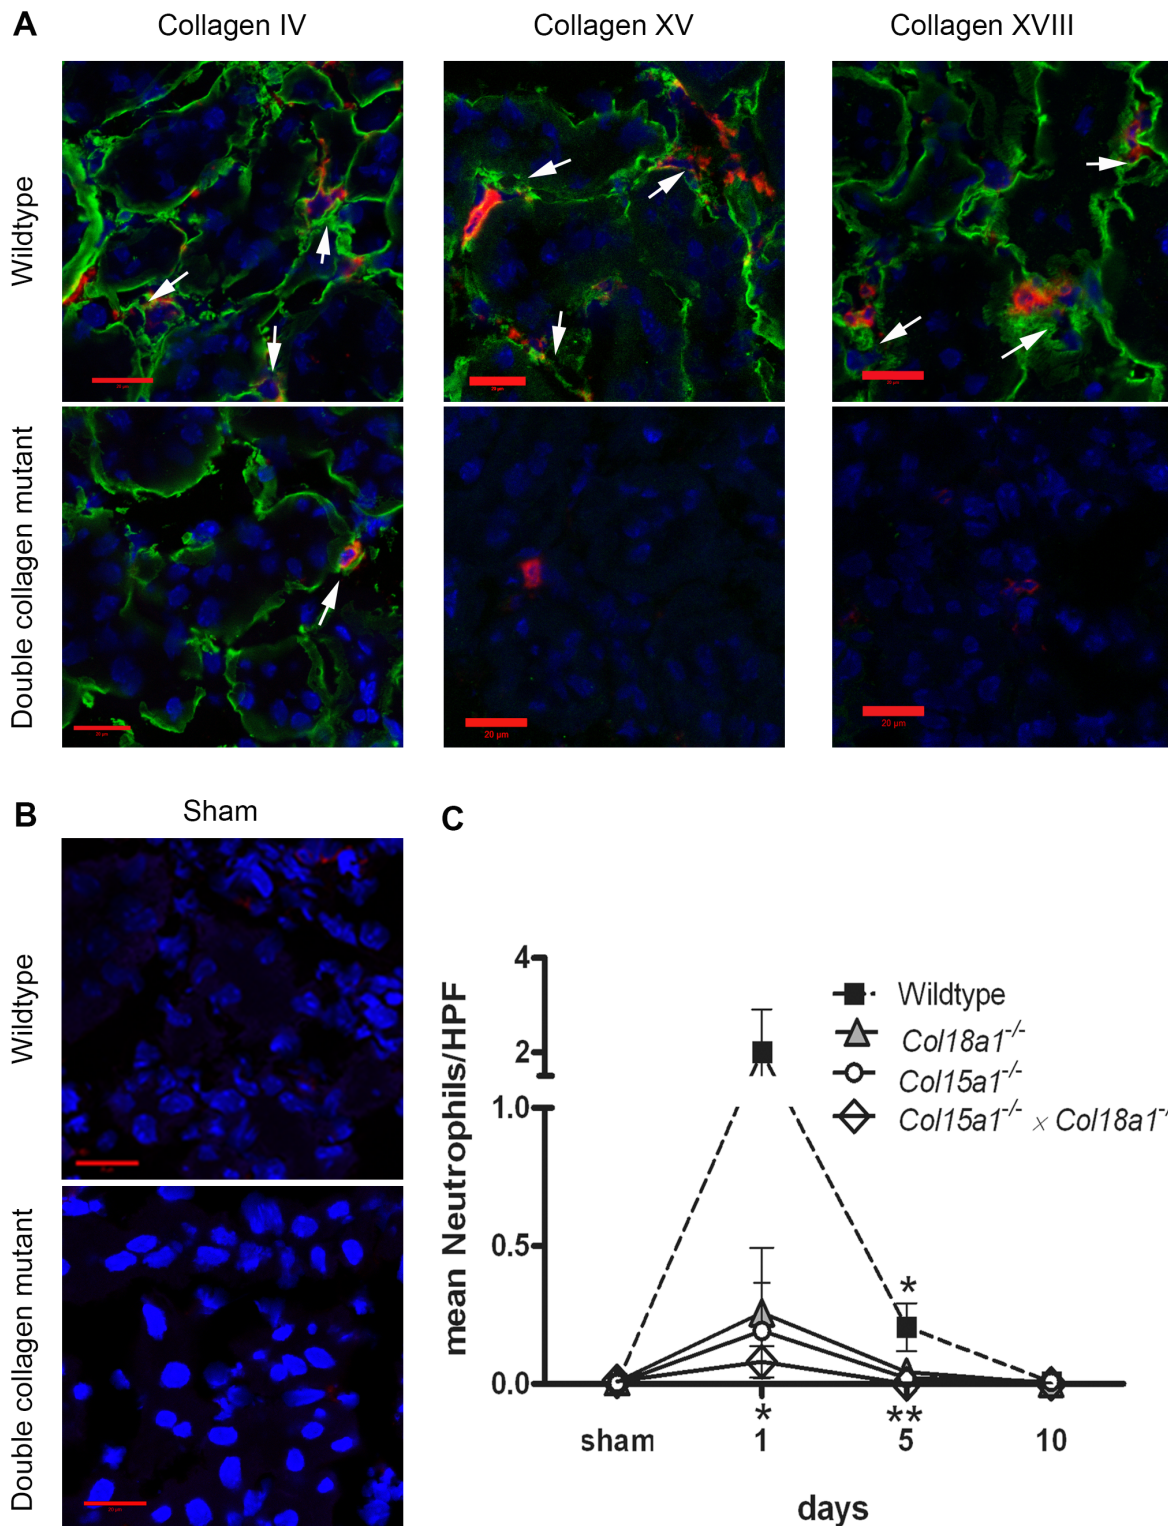 A
Collagen IV
Collagen XV
Collagen XVIII
Wildtype
Double collagen mutant
20 µm
20 µm
B
Sham
C
Wildtype
Double collagen mutant
4
2
1.0
0.5
0.0
mean Neutrophils/HPF
Wildtype
Col18a1-/-
Col15a1-/-
Col15a1-/- × Col18a1-/
*
*
**
sham
1
5
10
days